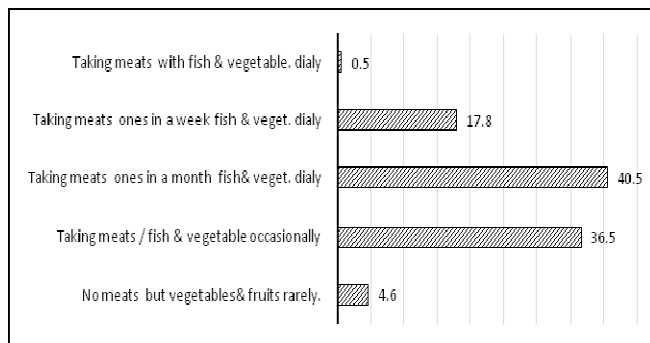 Taking meats with fish & vegetable. dialy
0.5
Taking meats ones in a week fish & veget. dialy
17.8
Taking meats ones in a month fish& veget. dialy
40.5
Taking meats / fish & vegetable occasionally
36.5
No meats but vegetables& fruits rarely.
4.6